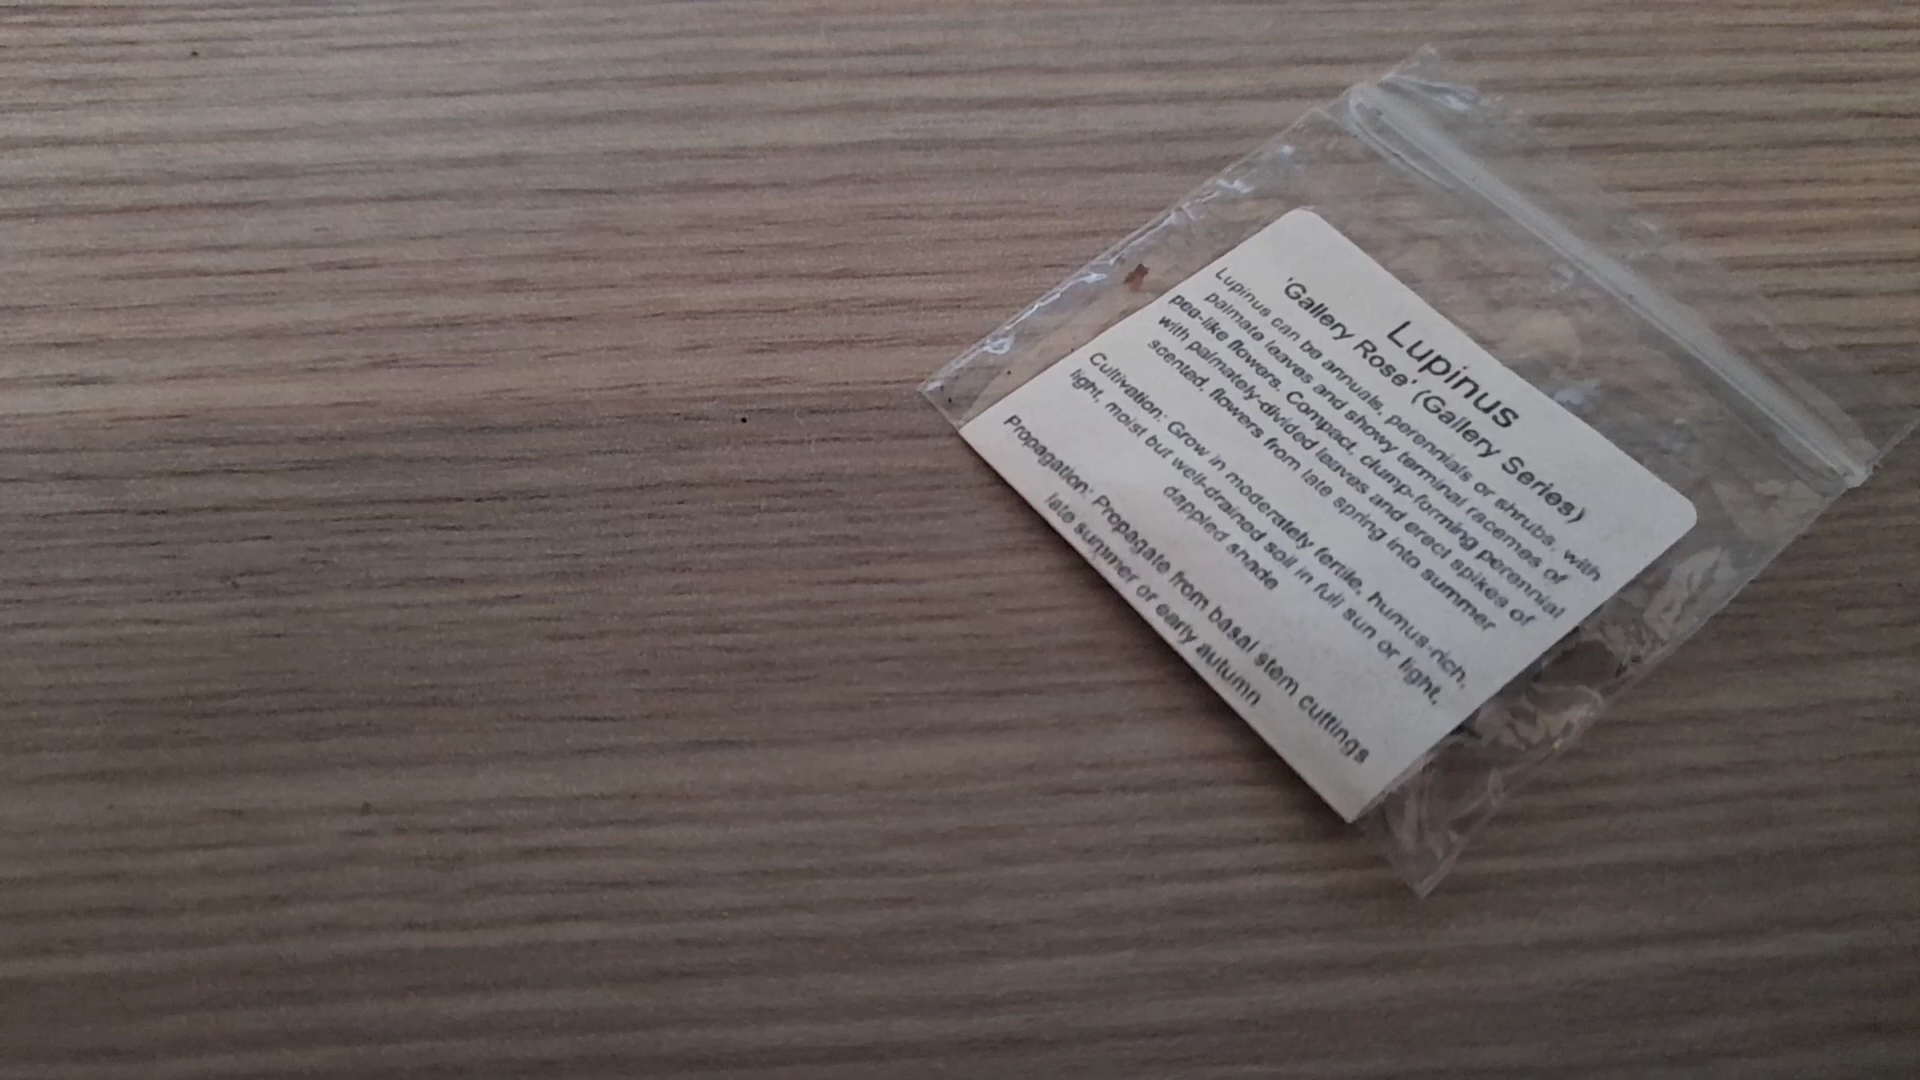 Lupinus
'Gallery Rose' (Gallery Series)
Lupinus can be annuals, perennials or shrubs, with
palmate leaves and showy terminal racemes of
pea-like flowers. Compact, clump-forming perennial
with palmately-divided leaves and erect spikes of
scented, flowers from late spring into summer
Cultivation: Grow in moderately fertile, humus-rich,
light, moist but well-drained soil in full sun or light,
dappled shade
Propagation: Propagate from basal stem cuttings
late summer or early autumn